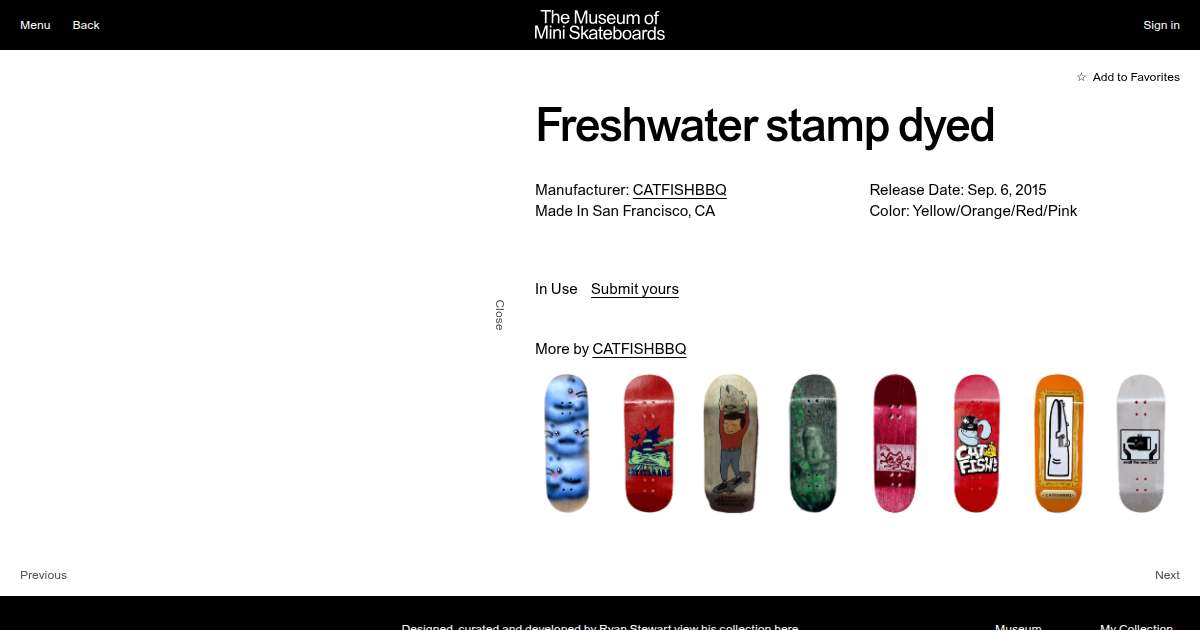 Menu
Back
The Museum of
Mini Skateboards
Sign in
☆ Add to Favorites
Freshwater stamp dyed
Manufacturer: CATFISHBBQ
Made In San Francisco, CA
Release Date: Sep. 6, 2015
Color: Yellow/Orange/Red/Pink
In Use Submit yours
Close
More by CATFISHBBQ
CAT
FISH!
CATFISHBBQ
Previous
Next
Designed, curated and developed by Ryan Stewart view his collection here
Museum
My Collection